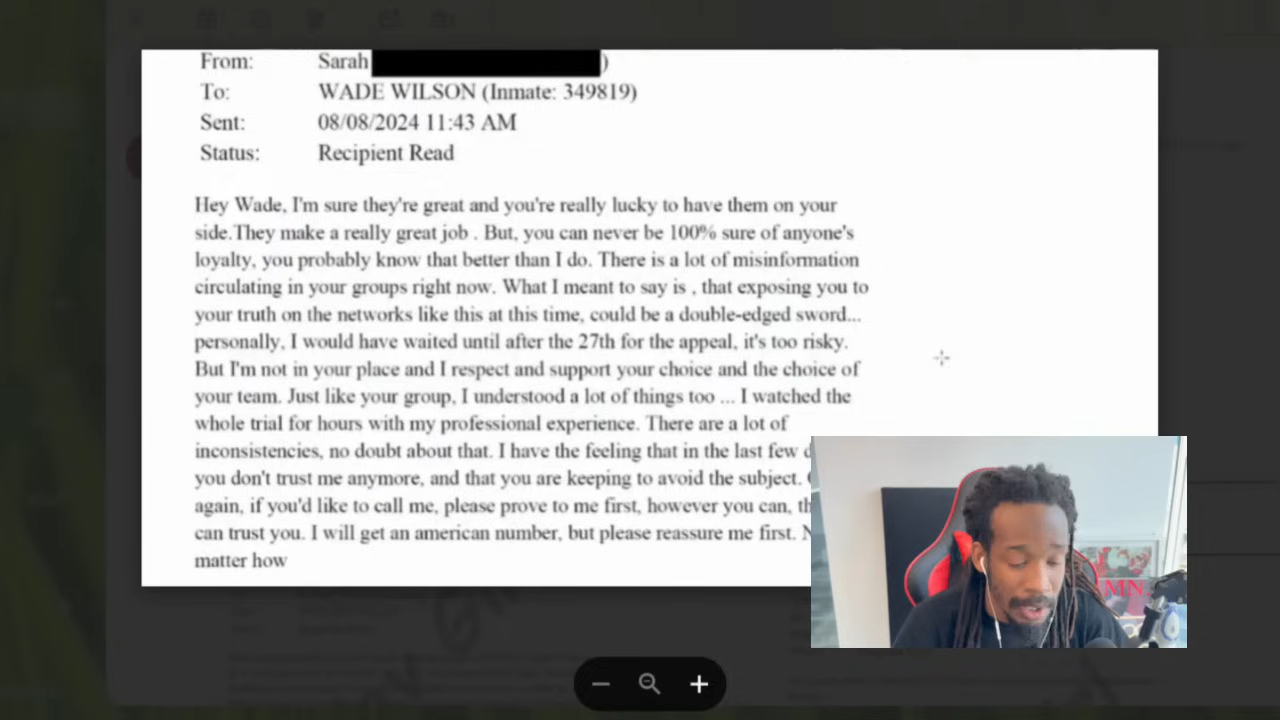 From: Sarah )
To: WADE WILSON (Inmate: 349819)
Sent: 08/08/2024 11:43 AM
Status: Recipient Read
Hey Wade, I'm sure they're great and you're really lucky to have them on your
side.They make a really great job . But, you can never be 100% sure of anyone's
loyalty, you probably know that better than I do. There is a lot of misinformation
circulating in your groups right now. What I meant to say is , that exposing you to
your truth on the networks like this at this time, could be a double-edged sword...
personally, I would have waited until after the 27th for the appeal, it's too risky.
But I'm not in your place and I respect and support your choice and the choice of
your team. Just like your group, I understood a lot of things too ... I watched the
whole trial for hours with my professional experience. There are a lot of
inconsistencies, no doubt about that. I have the feeling that in the last few
you don't trust me anymore, and that you are keeping to avoid the subject.
again, if you'd like to call me, please prove to me first, however you can,
can trust you. I will get an american number, but please reassure me first.
matter how
MN